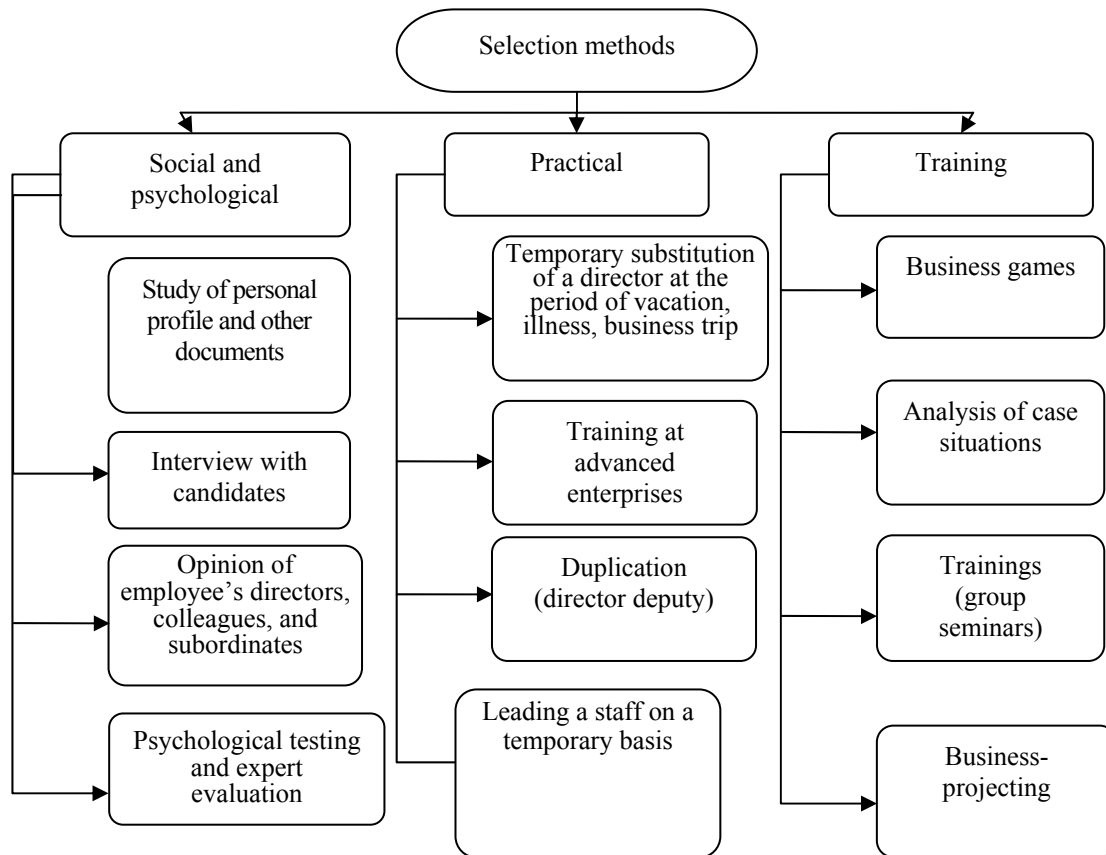 Selection methods
Social and
psychological
Study of personal
profile and other
documents
Interview with
candidates
Opinion of
employee’s directors,
colleagues, and
subordinates
Psychological testing
and expert
evaluation
Practical
Temporary substitution
of a director at the
period of vacation,
illness, business trip
Training at
advanced
enterprises
Duplication
(director deputy)
Leading a staff on a
temporary basis
Training
Business games
Analysis of case
situations
Trainings
(group
seminars)
Business-
projecting